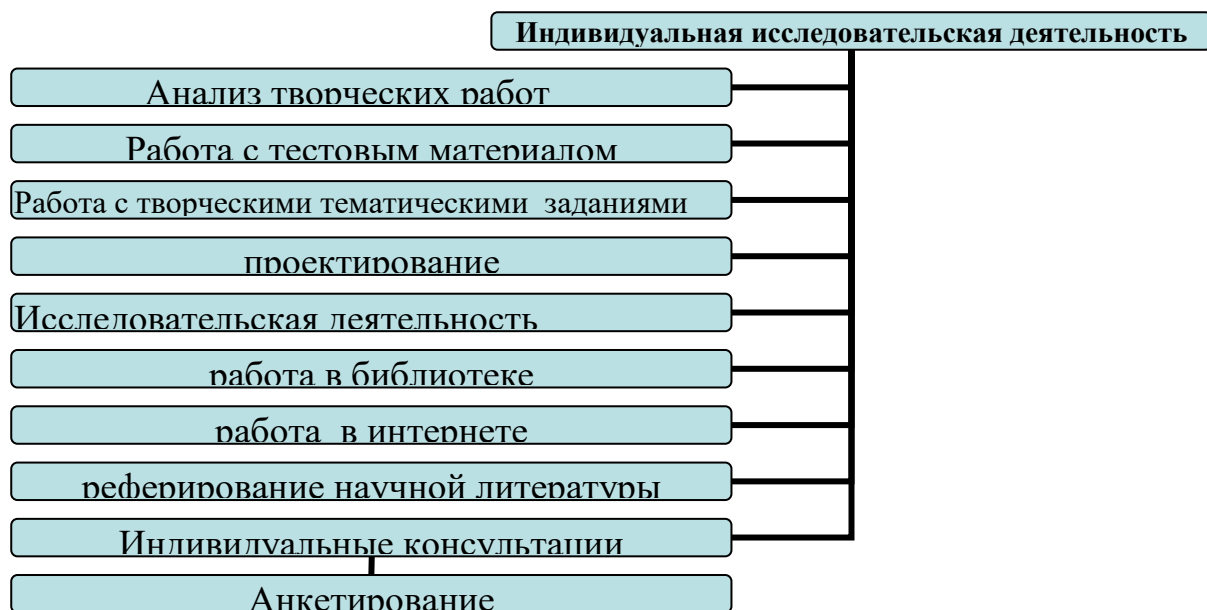 Индивидуальная исследовательская деятельность
Анализ творческих работ
Работа с тестовым материалом
Работа с творческими тематическими заданиями
проектирование
Исследовательская деятельность
работа в библиотеке
работа в интернете
реферирование научной литературы
Индивидуальные консультации
Анкетирование